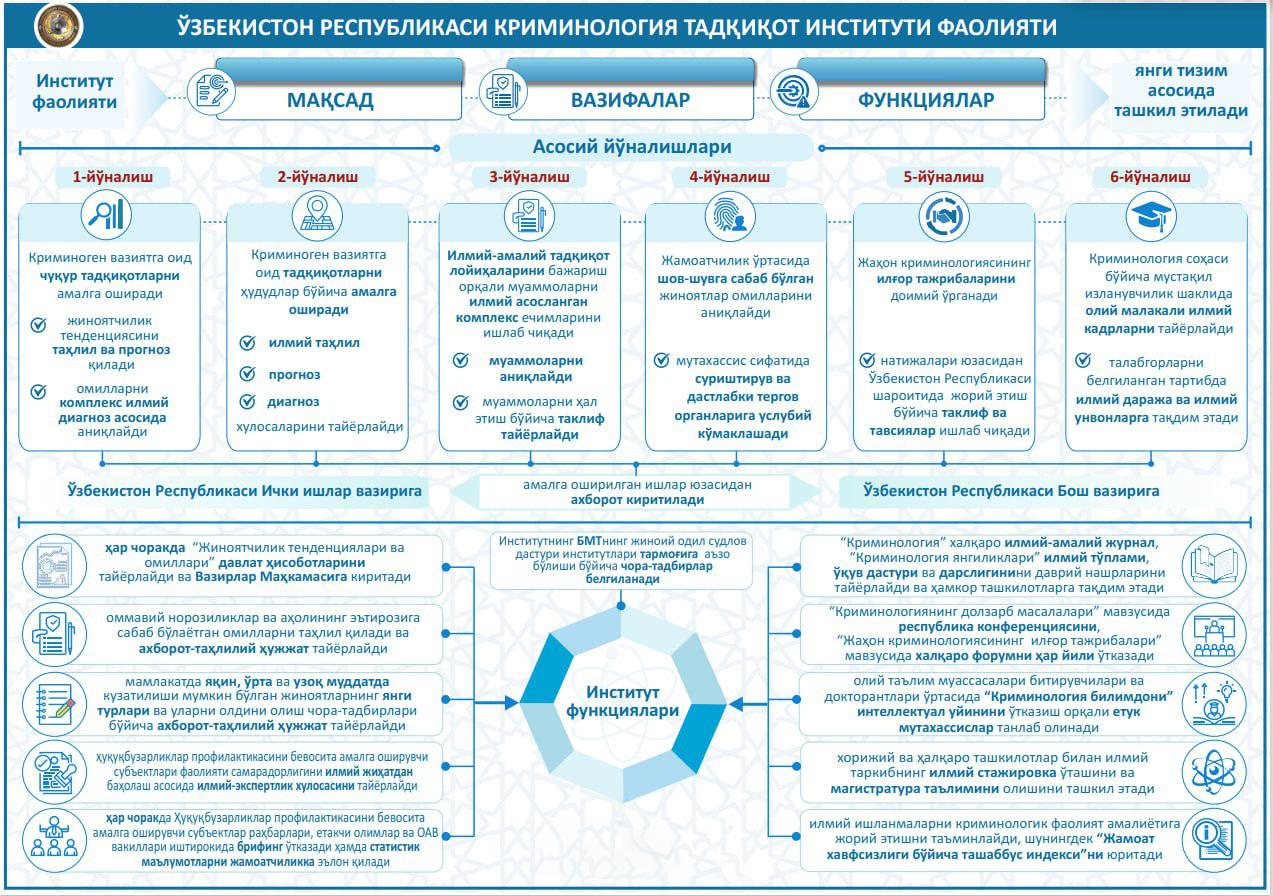 ЎЗБЕКИСТОН РЕСПУБЛИКАСИ КРИМИНОЛОГИЯ ТАДҚИҚОТ ИНСТИТУТИ ФАОЛИЯТИ
Институт
фаолияти
МАҚСАД
ВАЗИФАЛАР
ФУНКЦИЯЛАР
янги тизим
асосида
ташкил этилади
Асосий йўналишлари
1-йўналиш
Криминоген вазиятга оид
чуқур тадқиқотларни
амалга оширади
жиноятчилик
тенденциясини
таҳлил ва прогноз
қилади
омилларни
комплекс илмий
диагноз асосида
аниқлайди
2-йўналиш
Криминоген вазиятга
оид тадқиқотларни
ҳудудлар бўйича амалга
оширади
илмий таҳлил
прогноз
диагноз
хулосаларини тайёрлайди
3-йўналиш
Илмий-амалий тадқиқот
лойиҳаларини бажариш
орқали муаммоларни
илмий асосланган
комплекс ечимларини
ишлаб чиқади
муаммоларни
аниқлайди
муаммоларни ҳал
этиш бўйича таклиф
тайёрлайди
4-йўналиш
Жамоатчилик ўртасида
шов-шувга сабаб бўлган
жиноятлар омилларини
аниқлайди
мутахассис сифатида
суриштирув ва
дастлабки тергов
органларига услубий
кўмаклашади
5-йўналиш
Жаҳон криминологиясининг
илғор тажрибаларини
доимий ўрганади
натижалари юзасидан
Ўзбекистон Республикаси
шароитида жорий этиш
бўйича таклиф ва
тавсиялар ишлаб чиқади
6-йўналиш
Криминология соҳаси
бўйича мустақил
изланувчилик шаклида
олий малакали илмий
кадрларни тайёрлайди
талабгорларни
белгиланган тартибда
илмий даража ва илмий
унвонларга тақдим этади
Ўзбекистон Республикаси Ички ишлар вазирига
амалга оширилган ишлар юзасидан
ахборот киритилади
Ўзбекистон Республикаси Бош вазирига
ҳар чоракда “Жиноятчилик тенденциялари ва
омиллари” давлат ҳисоботларини
тайёрлайди ва Вазирлар Маҳкамасига киритади
оммавий норозиликлар ва аҳолининг эътирозига
сабаб бўлаётган омилларни таҳлил қилади ва
ахборот-таҳлилий ҳужжат тайёрлайди
мамлакатда яқин, ўрта ва узоқ муддатда
кузатилиши мумкин бўлган жиноятларнинг янги
турлари ва уларни олдини олиш чора-тадбирлари
бўйича ахборот-таҳлилий ҳужжат тайёрлайди
ҳуқуқбузарликлар профилактикасини бевосита амалга оширувчи
субъектлари фаолияти самарадорлигини илмий жиҳатдан
баҳолаш асосида илмий-экспертлик хулосасини тайёрлайди
ҳар чоракда Ҳуқуқбузарликлар профилактикасини бевосита
амалга оширувчи субъектлар раҳбарлари, етакчи олимлар ва ОАВ
вакиллари иштирокида брифинг ўтказади ҳамда статистик
маълумотларни жамоатчиликка эълон қилади
Институтнинг БМТнинг жиноий одил судлов
дастури институтлари тармоғига аъзо
бўлиши бўйича чора-тадбирлар
белгиланади
Институт
функциялари
“Криминология” халқаро илмий-амалий журнал,
“Криминология янгиликлари” илмий тўплами,
ўқув дастури ва дарслигинини даврий нашрларини
тайёрлайди ва ҳамкор ташкилотларга тақдим этади
“Криминологиянинг долзарб масалалари” мавзусида
республика конференциясини,
“Жаҳон криминологиясининг илғор тажрибалари”
мавзусида халқаро форумни ҳар йили ўтказади
олий таълим муассасалари битирувчилари ва
докторантлари ўртасида “Криминология билимдони”
интеллектуал уйинини ўтказиш орқали етук
мутахассислар танлаб олинади
хорижий ва ҳалқаро ташкилотлар билан илмий
таркибнинг илмий стажировка ўташини ва
магистратура таълимини олишини ташкил этади
илмий ишланмаларни криминологик фаолият амалиётига
жорий этишни таъминлайди, шунингдек “Жамоат
хавфсизлиги бўйича ташаббус индекси”ни юритади